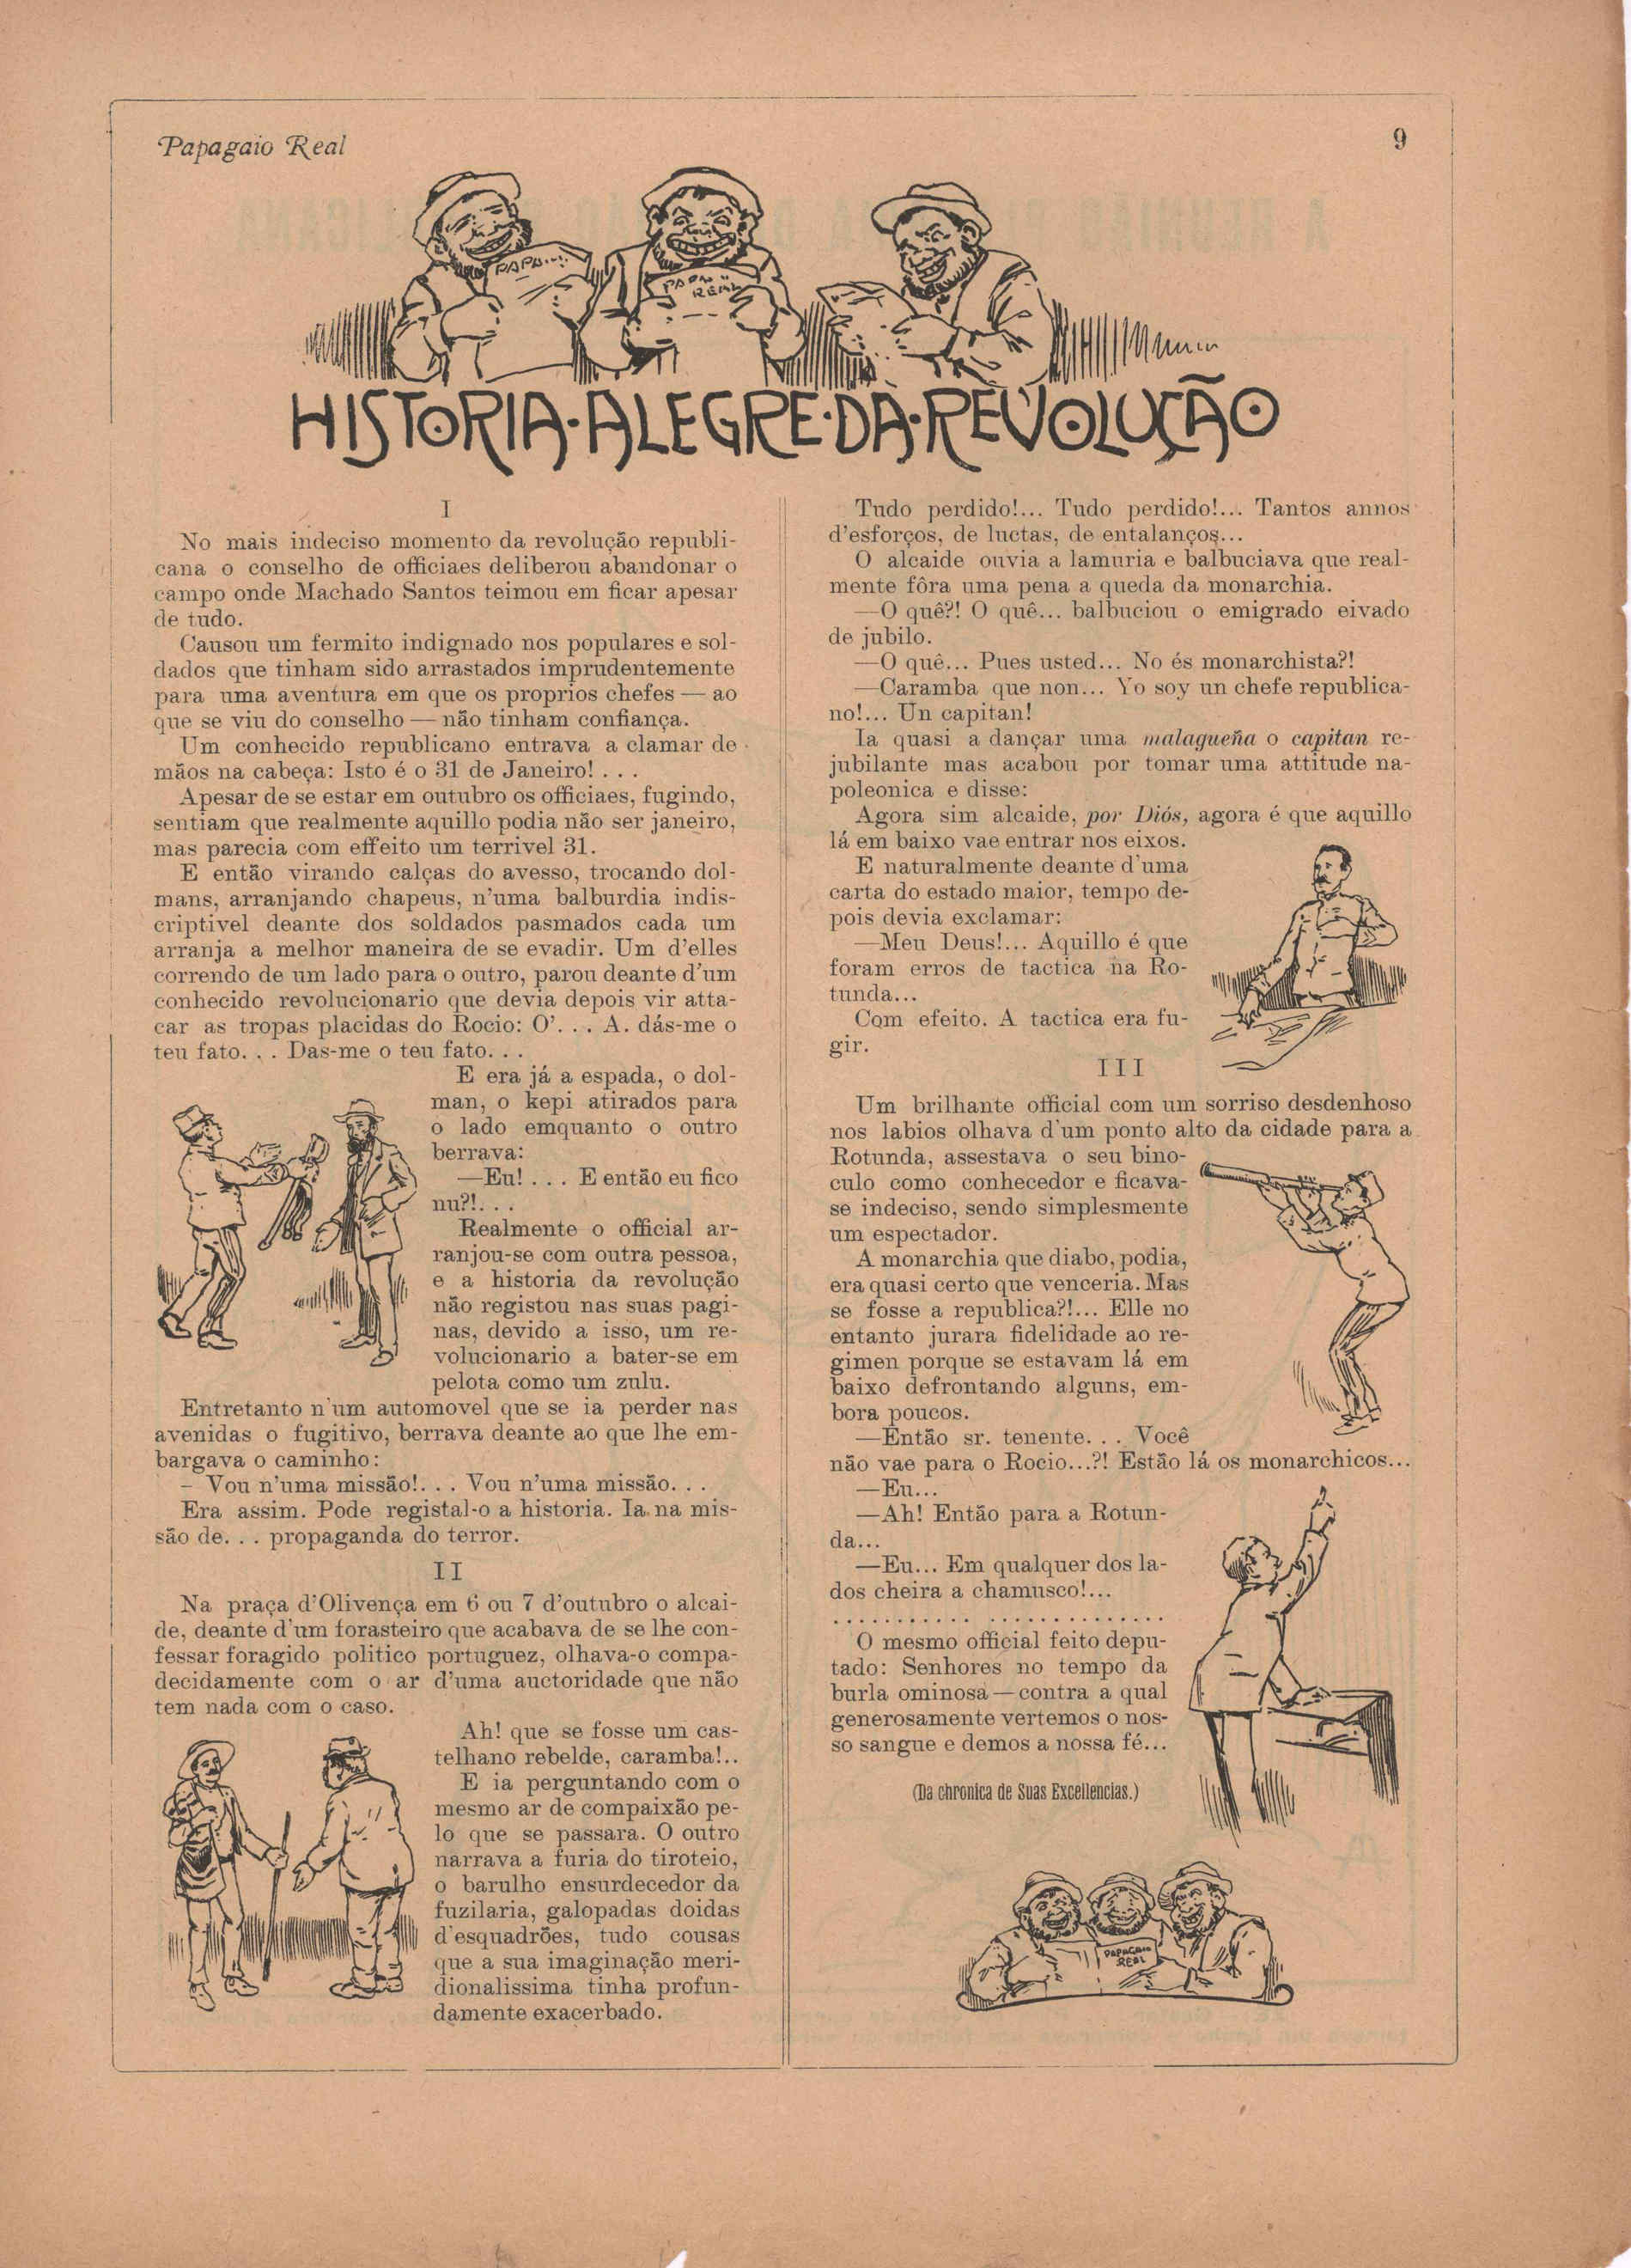 Papagaio Real
9
PAPA...
PAPA
REAL
HISTORIA·ALEGRE·DA·REVOLUÇÃO
I
No mais indeciso momento da revolução republi-
cana o conselho de officiaes deliberou abandonar o
campo onde Machado Santos teimou em ficar apesar
de tudo.
Causou um fermito indignado nos populares e sol-
dados que tinham sido arrastados imprudentemente
para uma aventura em que os proprios chefes — ao
que se viu do conselho — não tinham confiança.
Um conhecido republicano entrava a clamar de
mãos na cabeça: Isto é o 31 de Janeiro! . . .
Apesar de se estar em outubro os officiaes, fugindo,
sentiam que realmente aquillo podia não ser janeiro,
mas parecia com effeito um terrivel 31.
E então virando calças do avesso, trocando dol-
mans, arranjando chapeus, n'uma balburdia indis-
criptivel deante dos soldados pasmados cada um
arranja a melhor maneira de se evadir. Um d'elles
correndo de um lado para o outro, parou deante d'um
conhecido revolucionario que devia depois vir atta-
car as tropas placidas do Rocio: O'. . . A. dás-me o
teu fato. . . Das-me o teu fato. . .
E era já a espada, o dol-
man, o kepi atirados para
o lado emquanto o outro
berrava:
—Eu! . . . E então eu fico
nu?!. . .
Realmente o official ar-
ranjou-se com outra pessoa,
e a historia da revolução
não registou nas suas pagi-
nas, devido a isso, um re-
volucionario a bater-se em
pelota como um zulu.
Entretanto n'um automovel que se ia perder nas
avenidas o fugitivo, berrava deante ao que lhe em-
bargava o caminho:
– Vou n'uma missão!. . . Vou n'uma missão. . .
Era assim. Pode registal-o a historia. Ia na mis-
são de. . . propaganda do terror.
II
Na praça d'Olivença em 6 ou 7 d'outubro o alcai-
de, deante d'um forasteiro que acabava de se lhe con-
fessar foragido politico portuguez, olhava-o compa-
decidamente com o ar d'uma auctoridade que não
tem nada com o caso.
Ah! que se fosse um cas-
telhano rebelde, caramba!..
E ia perguntando com o
mesmo ar de compaixão pe-
lo que se passara. O outro
narrava a furia do tiroteio,
o barulho ensurdecedor da
fuzilaria, galopadas doidas
d'esquadrões, tudo cousas
que a sua imaginação meri-
dionalissima tinha profun-
damente exacerbado.
Tudo perdido!... Tudo perdido!... Tantos annos
d'esforços, de luctas, de entalanços...
O alcaide ouvia a lamuria e balbuciava que real-
mente fôra uma pena a queda da monarchia.
—O quê?! O quê... balbuciou o emigrado eivado
de jubilo.
—O quê... Pues usted... No és monarchista?!
—Caramba que non... Yo soy un chefe republica-
no!... Un capitan!
Ia quasi a dançar uma malagueña o capitan re-
jubilante mas acabou por tomar uma attitude na-
poleonica e disse:
Agora sim alcaide, por Diós, agora é que aquillo
lá em baixo vae entrar nos eixos.
E naturalmente deante d'uma
carta do estado maior, tempo de-
pois devia exclamar:
—Meu Deus!... Aquillo é que
foram erros de tactica na Ro-
tunda...
Com efeito. A tactica era fu-
gir.
III
Um brilhante official com um sorriso desdenhoso
nos labios olhava d'um ponto alto da cidade para a
Rotunda, assestava o seu bino-
culo como conhecedor e ficava-
se indeciso, sendo simplesmente
um espectador.
A monarchia que diabo, podia,
era quasi certo que venceria. Mas
se fosse a republica?!... Elle no
entanto jurara fidelidade ao re-
gimen porque se estavam lá em
baixo defrontando alguns, em-
bora poucos.
—Então sr. tenente. . . Você
não vae para o Rocio...?! Estão lá os monarchicos...
—Eu...
—Ah! Então para a Rotun-
da...
—Eu... Em qualquer dos la-
dos cheira a chamusco!...
. . . . . . . . . . . . . . . . . . . . . . . .
O mesmo official feito depu-
tado: Senhores no tempo da
burla ominosa — contra a qual
generosamente vertemos o nos-
so sangue e demos a nossa fé...
(Da chronica de Suas Excellencias.)
PAPAGAIO
REAL